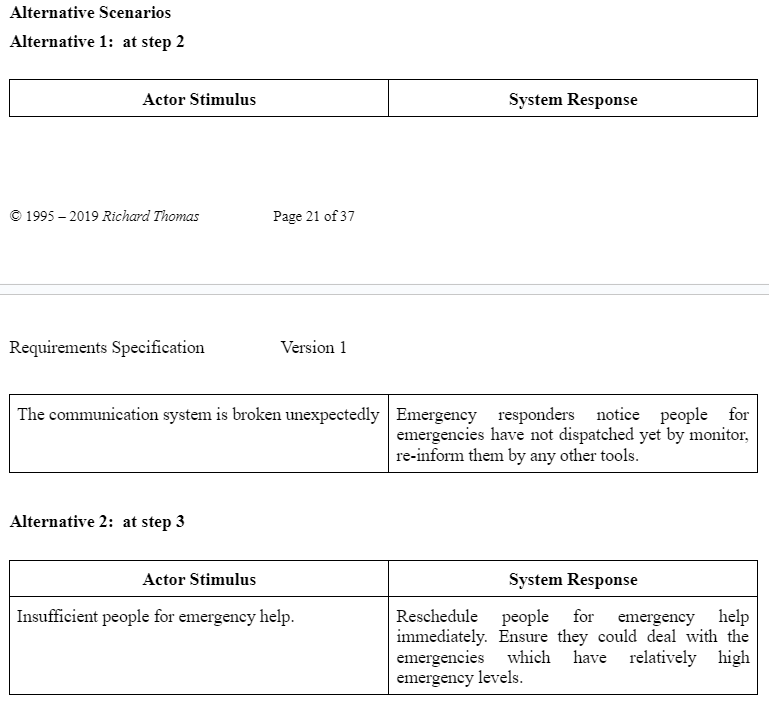 Alternative Scenarios
Alternative 1: at step 2
Actor Stimulus System Response
© 1995 – 2019 Richard Thomas Page 21 of 37
Requirements Specification Version 1
The communication system is broken unexpectedly
Emergency responders notice people for
emergencies have not dispatched yet by monitor,
re-inform them by any other tools.
Alternative 2: at step 3
Actor Stimulus System Response
Insufficient people for emergency help.
Reschedule people for emergency help
immediately. Ensure they could deal with the
emergencies which have relatively high
emergency levels.